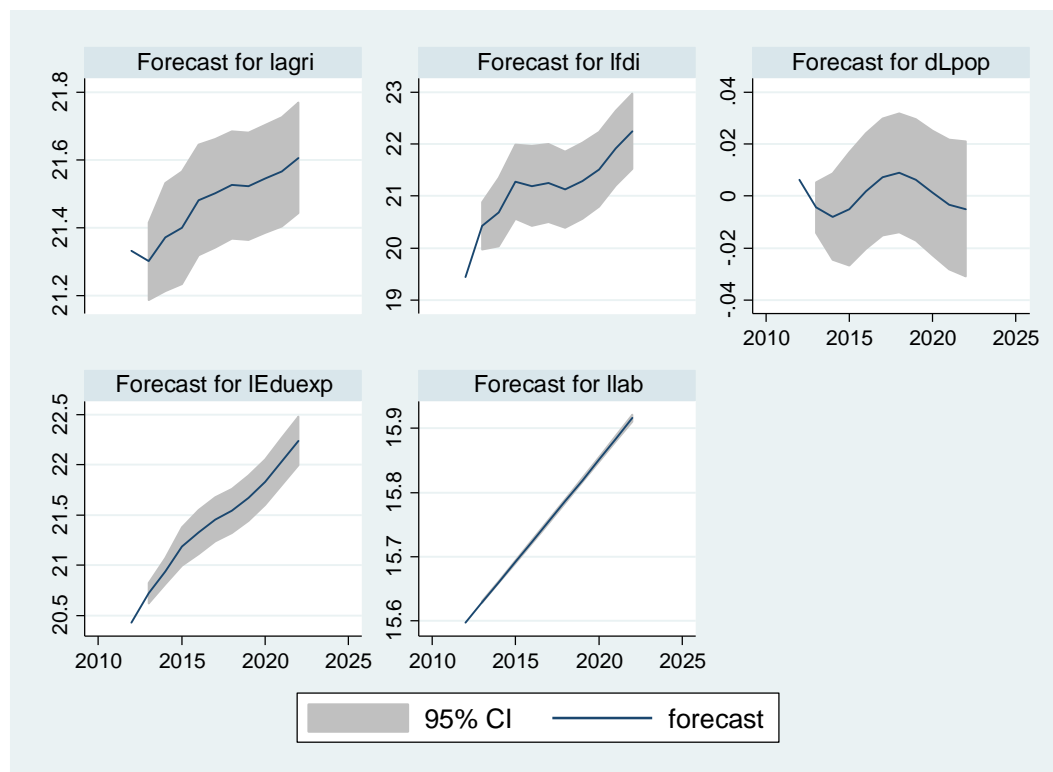 Forecast for lagri
21.8
21.6
21.4
21.2
Forecast for lfdi
23
22
21
20
19
Forecast for dLpop
.04
.02
0
-.02
-.04
2010 2015 2020 2025
Forecast for lEduexp
22.5
22
21.5
21
20.5
2010 2015 2020 2025
Forecast for llab
15.9
15.8
15.7
15.6
2010 2015 2020 2025
95% CI forecast